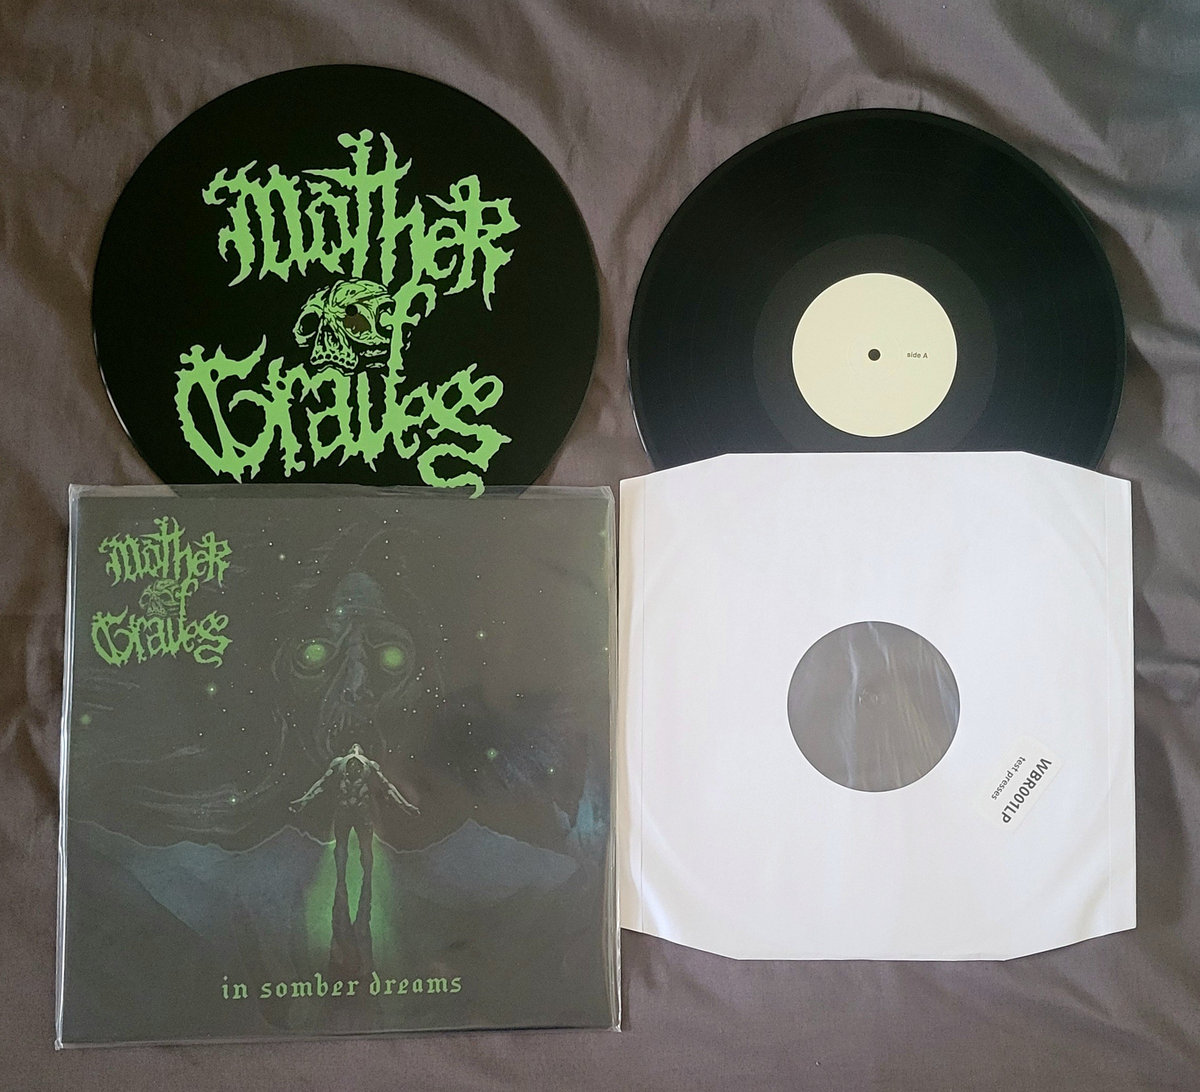 Mother
of
Graves
side A
Mother
of
Graves
in somber dreams
WBR001LP
test presses